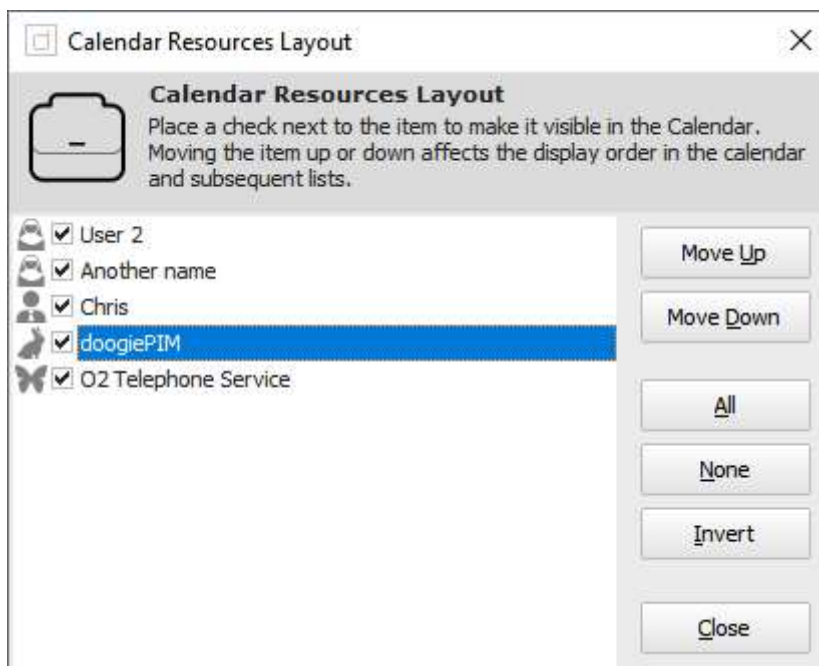 Calendar Resources Layout
Calendar Resources Layout
Place a check next to the item to make it visible in the Calendar.
Moving the item up or down affects the display order in the calendar
and subsequent lists.
User 2
Another name
Chris
doogiePIM
O2 Telephone Service
Move Up
Move Down
All
None
Invert
Close